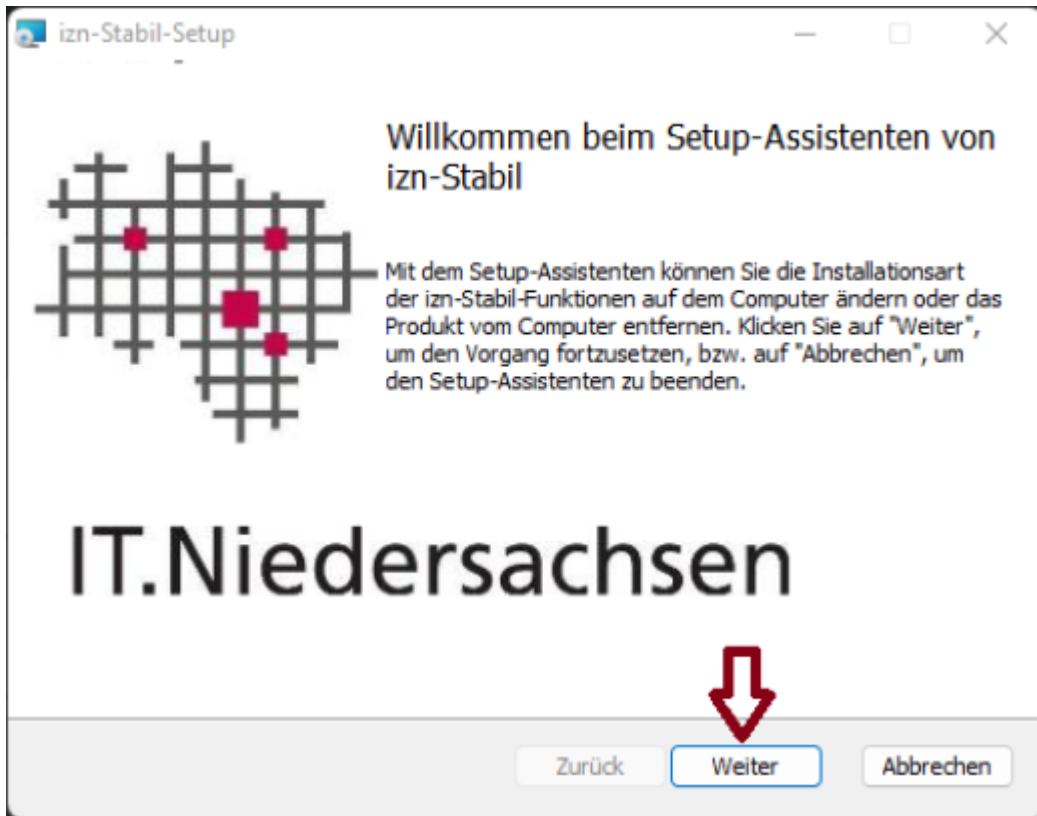 izn-Stabil-Setup
Willkommen beim Setup-Assistenten von
izn-Stabil
Mit dem Setup-Assistenten können Sie die Installationsart
der izn-Stabil-Funktionen auf dem Computer ändern oder das
Produkt vom Computer entfernen. Klicken Sie auf "Weiter",
um den Vorgang fortzusetzen, bzw. auf "Abbrechen", um
den Setup-Assistenten zu beenden.
IT.Niedersachsen
Zurück Weiter Abbrechen